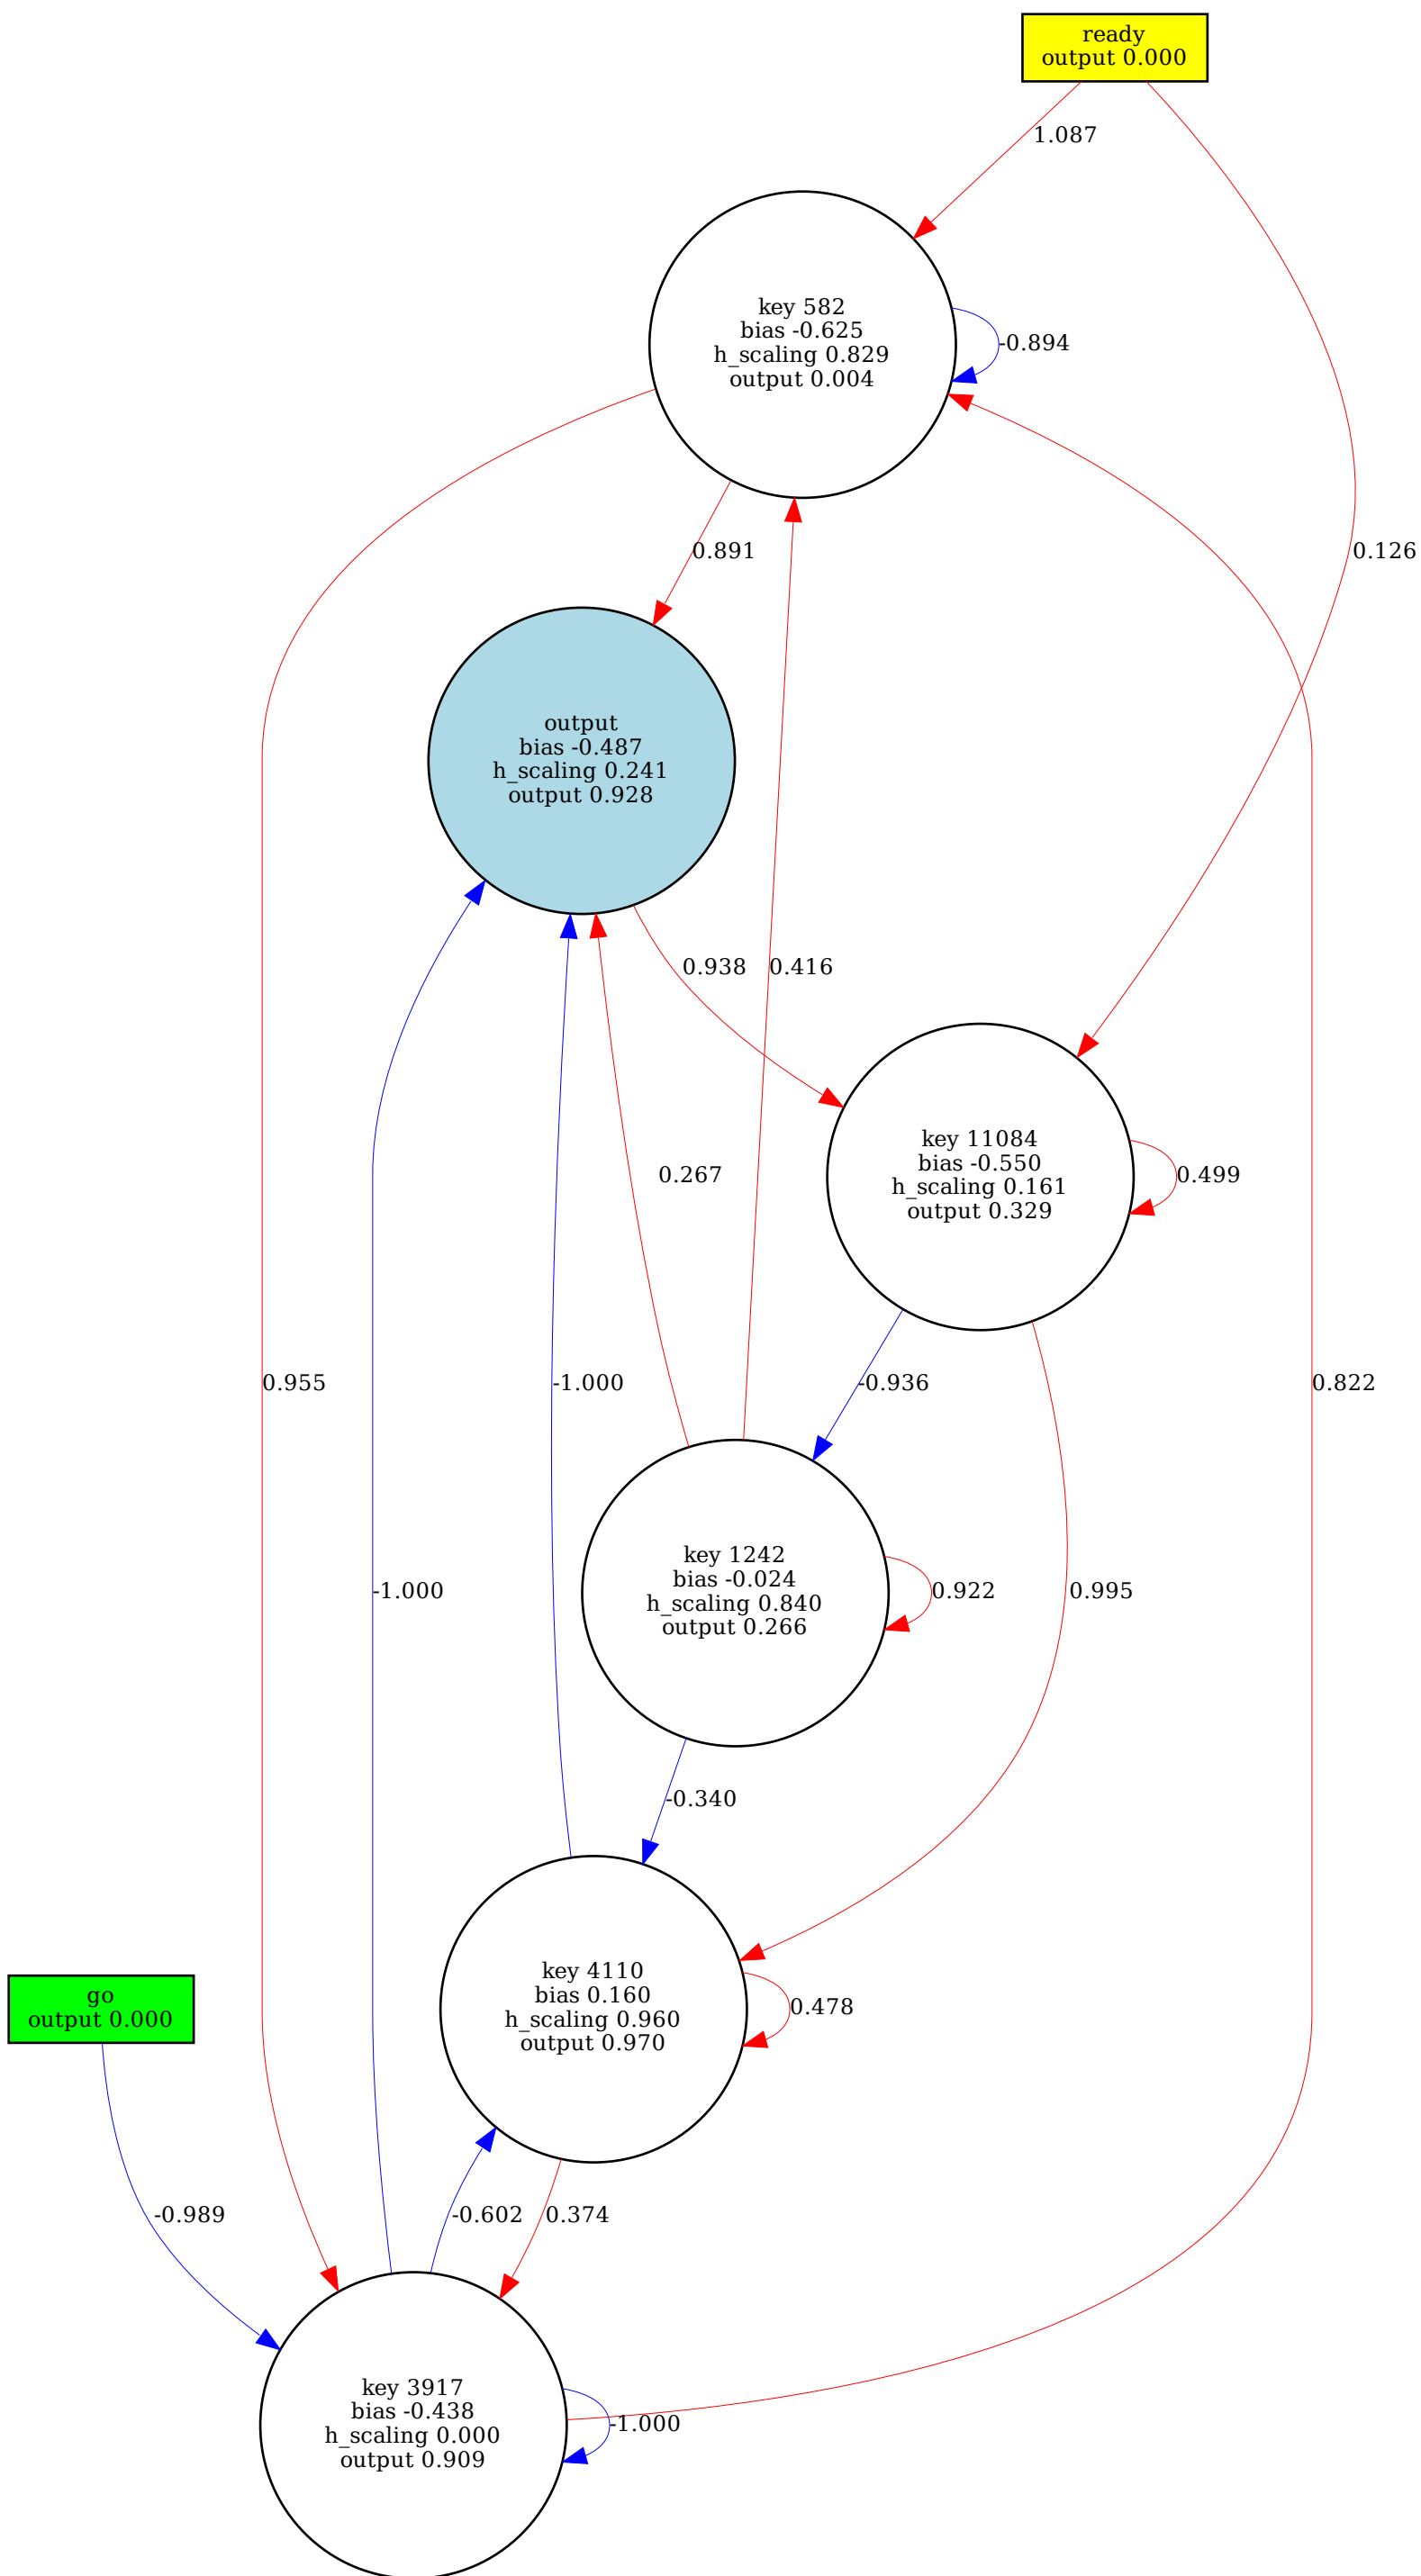 ready
output 0.000
1.087
key 582
bias -0.625
h_scaling 0.829
output 0.004
-0.894
0.891
0.126
output
bias -0.487
h_scaling 0.241
output 0.928
0.938
0.416
key 11084
bias -0.550
h_scaling 0.161
output 0.329
0.499
0.267
0.955
-1.000
-0.936
0.822
key 1242
bias -0.024
h_scaling 0.840
output 0.266
0.922
-1.000
0.995
-0.340
key 4110
bias 0.160
h_scaling 0.960
output 0.970
0.478
go
output 0.000
-0.989
-0.602
0.374
key 3917
bias -0.438
h_scaling 0.000
output 0.909
-1.000